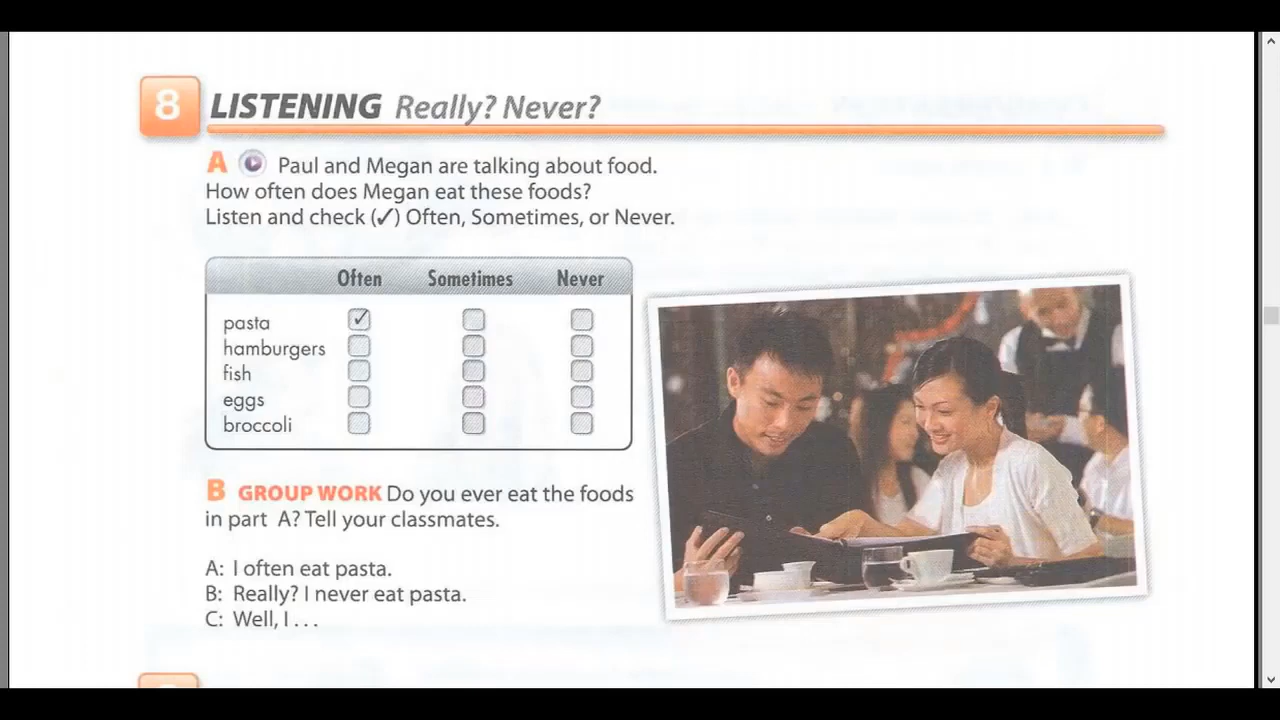 8 LISTENING Really? Never?
A Paul and Megan are talking about food.
How often does Megan eat these foods?
Listen and check (✓) Often, Sometimes, or Never.
Often Sometimes Never
pasta ✓
hamburgers
fish
eggs
broccoli
B GROUP WORK Do you ever eat the foods
in part A? Tell your classmates.
A: I often eat pasta.
B: Really? I never eat pasta.
C: Well, I . . .